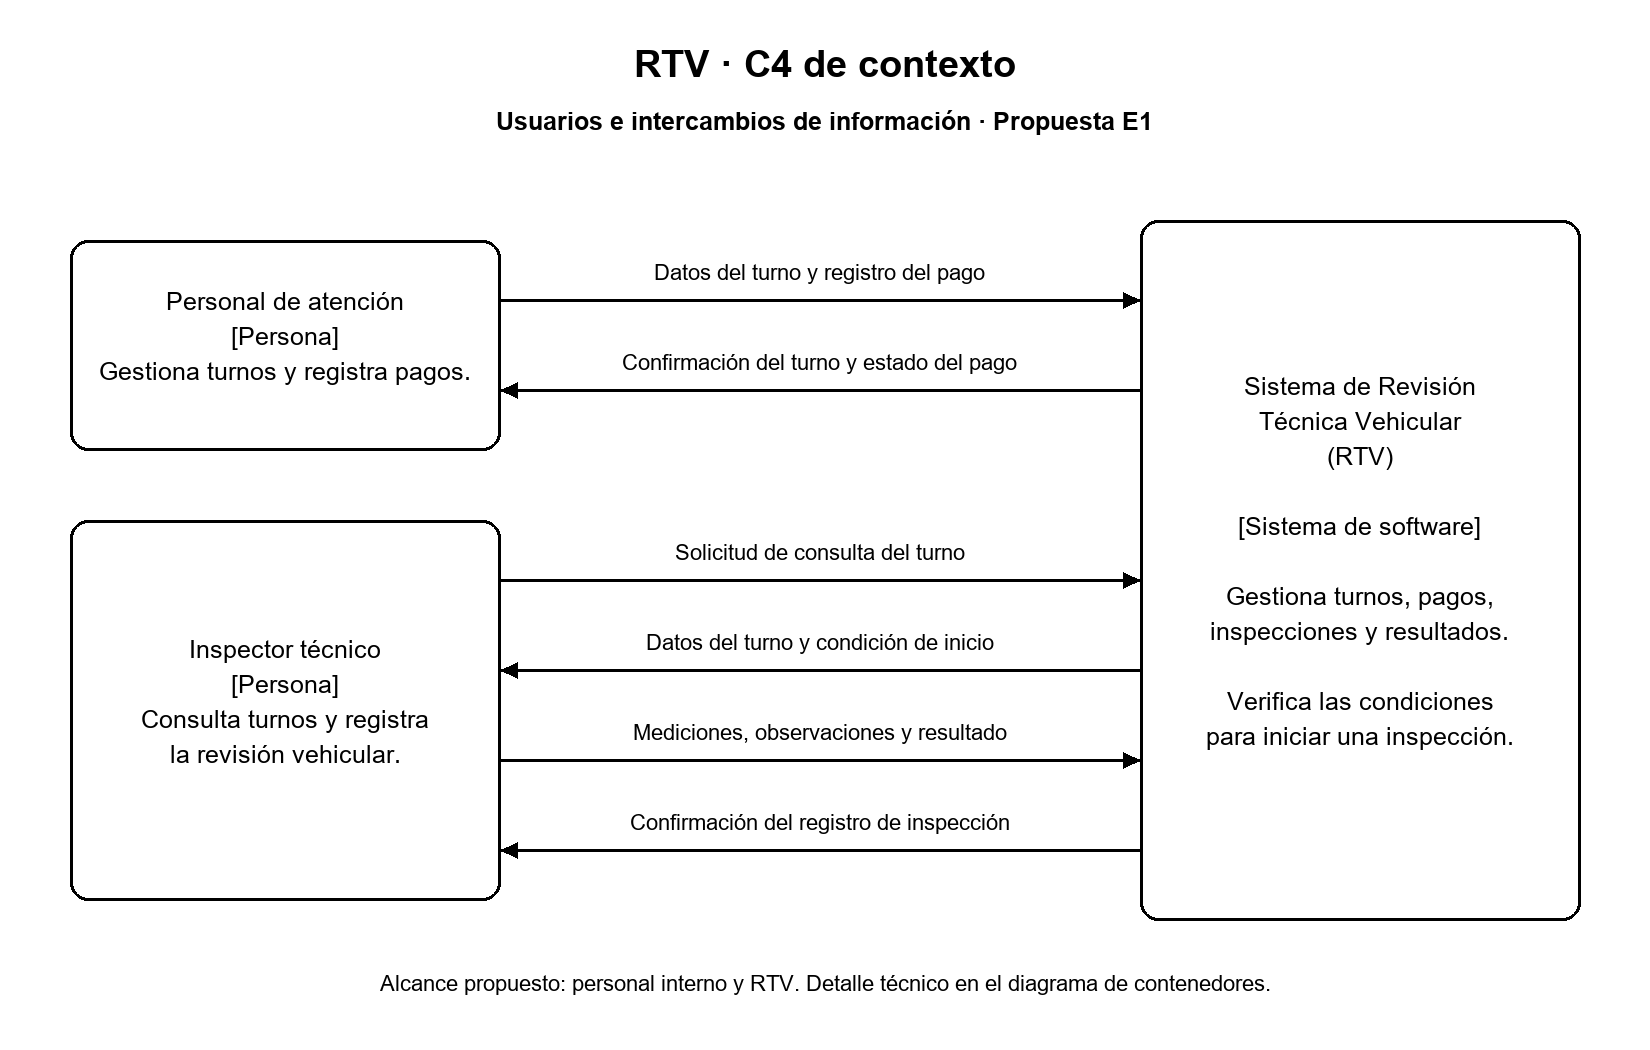 RTV · C4 de contexto
Usuarios e intercambios de información · Propuesta E1
Personal de atención
[Persona]
Gestiona turnos y registra pagos.
Datos del turno y registro del pago
Confirmación del turno y estado del pago
Inspector técnico
[Persona]
Consulta turnos y registra
la revisión vehicular.
Solicitud de consulta del turno
Datos del turno y condición de inicio
Mediciones, observaciones y resultado
Confirmación del registro de inspección
Sistema de Revisión
Técnica Vehicular
(RTV)
[Sistema de software]
Gestiona turnos, pagos,
inspecciones y resultados.
Verifica las condiciones
para iniciar una inspección.
Alcance propuesto: personal interno y RTV. Detalle técnico en el diagrama de contenedores.